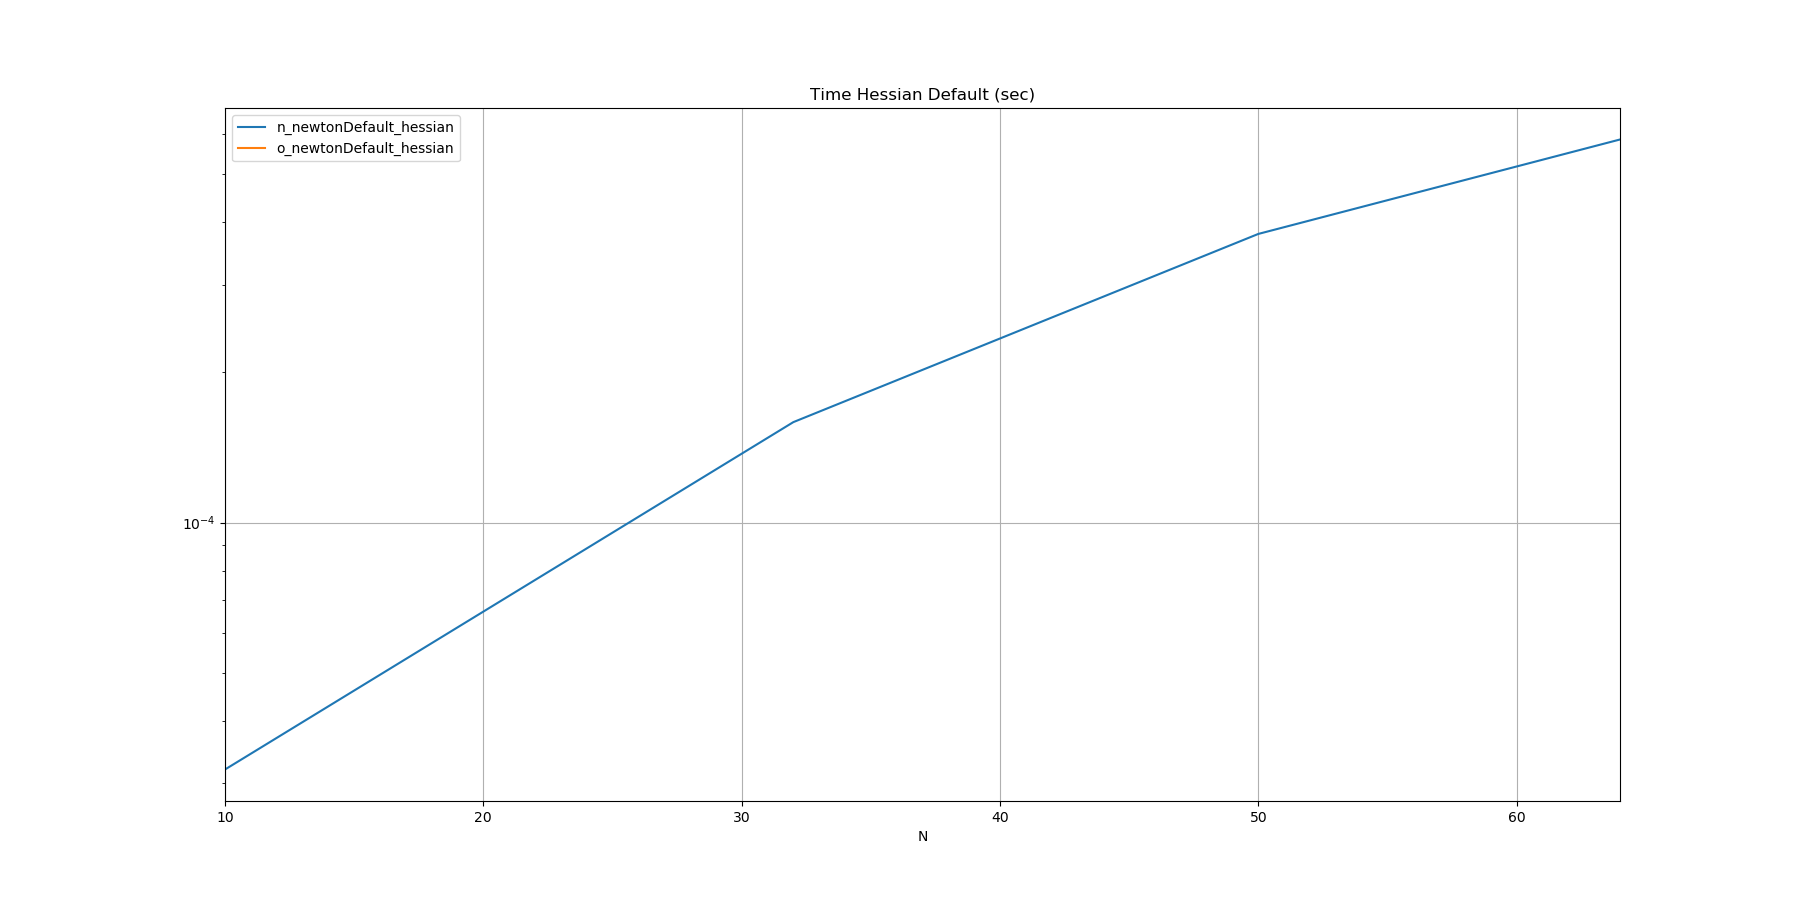 Time Hessian Default (sec)
n_newtonDefault_hessian
o_newtonDefault_hessian
10⁻⁴
10 20 30 40 50 60
N